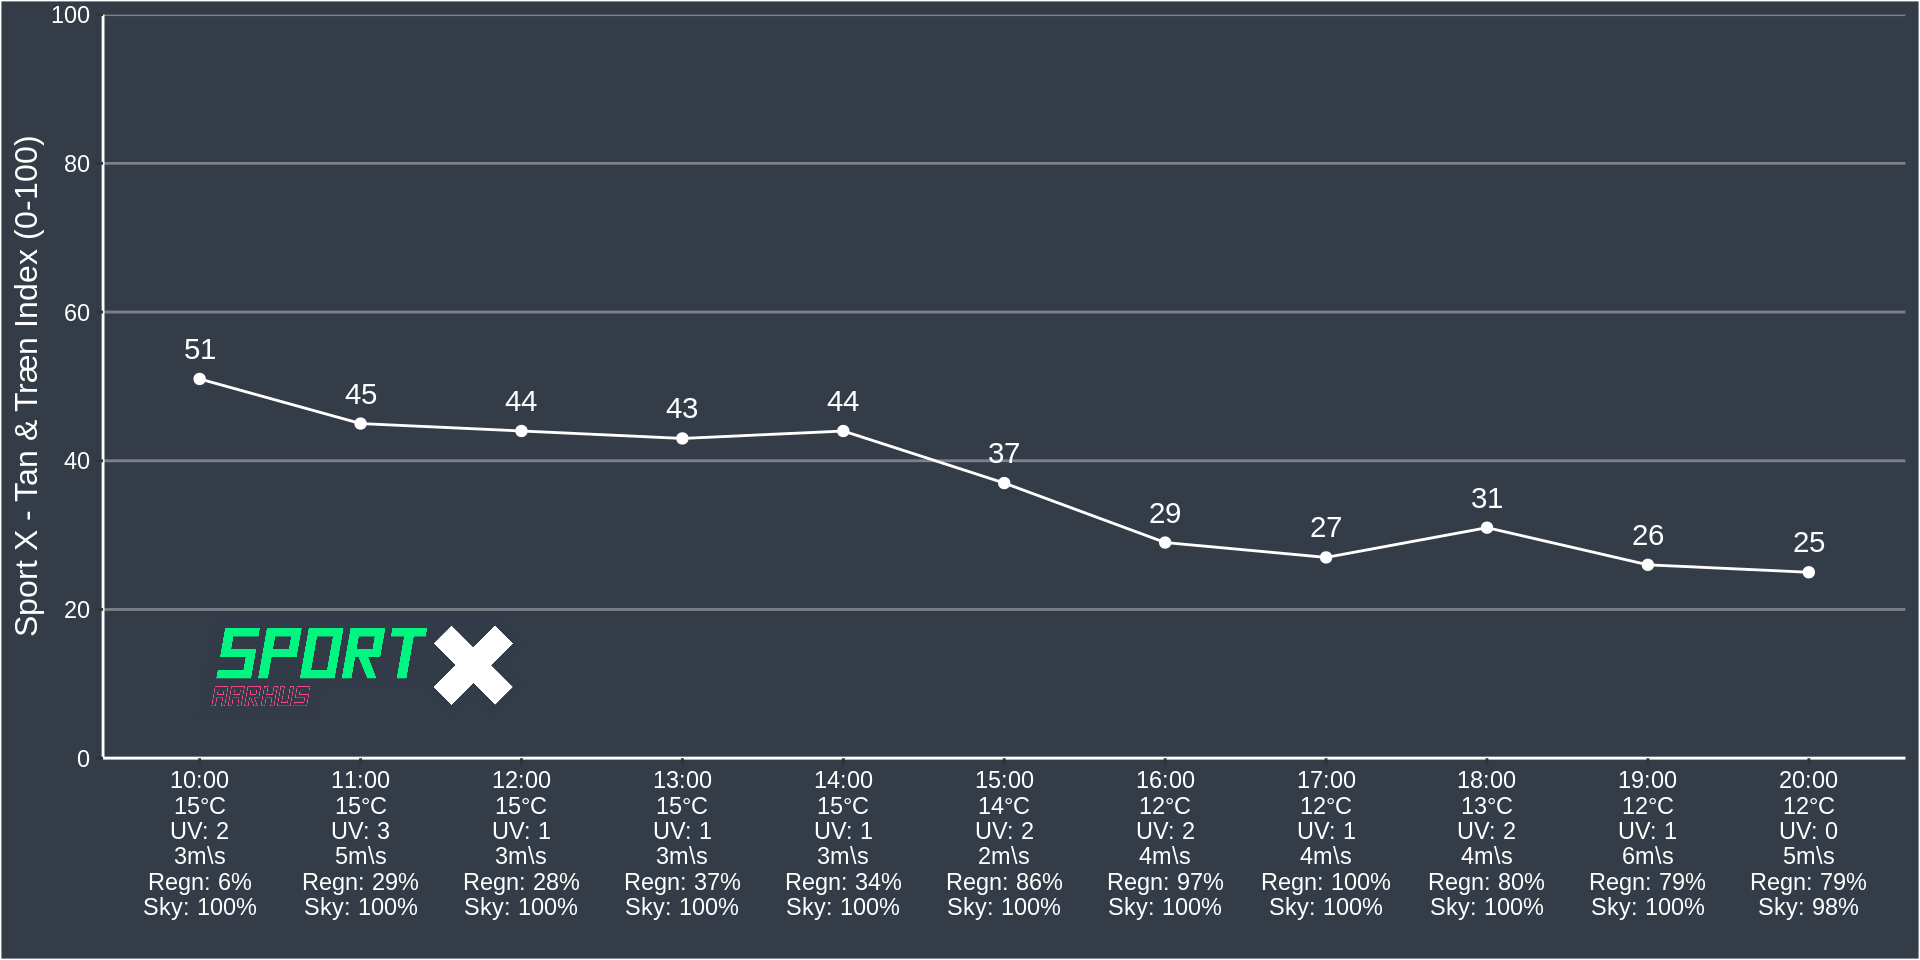 Sport X - Tan & Træn Index (0-100)
100
80
60
40
20
0
51
45
44
43
44
37
29
27
31
26
25
SPORT X
AARHUS
10:00 11:00 12:00 13:00 14:00 15:00 16:00 17:00 18:00 19:00 20:00
15°C 15°C 15°C 15°C 15°C 14°C 12°C 12°C 13°C 12°C 12°C
UV: 2 UV: 3 UV: 1 UV: 1 UV: 1 UV: 2 UV: 2 UV: 1 UV: 2 UV: 1 UV: 0
3m\s 5m\s 3m\s 3m\s 3m\s 2m\s 4m\s 4m\s 4m\s 6m\s 5m\s
Regn: 6% Regn: 29% Regn: 28% Regn: 37% Regn: 34% Regn: 86% Regn: 97% Regn: 100% Regn: 80% Regn: 79% Regn: 79%
Sky: 100% Sky: 100% Sky: 100% Sky: 100% Sky: 100% Sky: 100% Sky: 100% Sky: 100% Sky: 100% Sky: 100% Sky: 98%